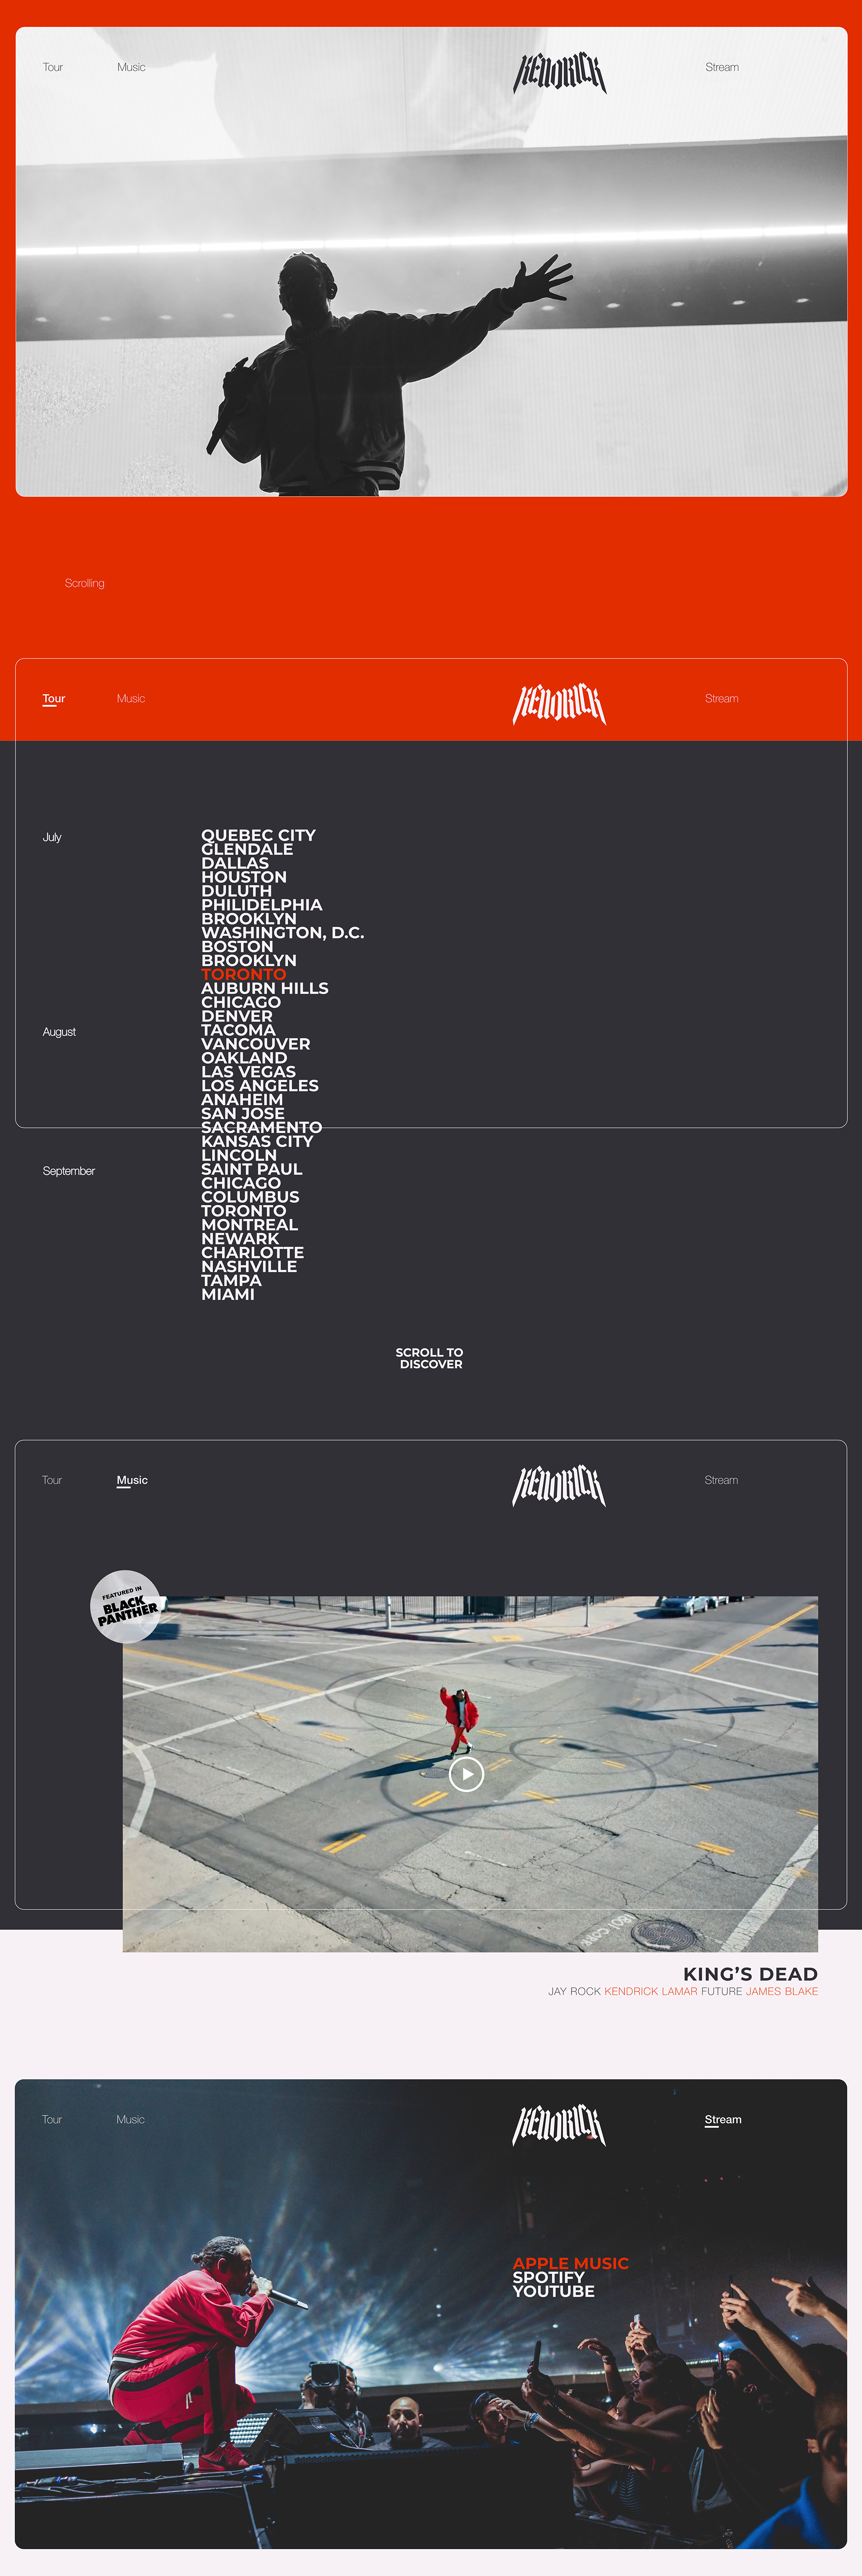 Tour Music KENDRICK Stream
Scrolling
Tour Music KENDRICK Stream
July
QUEBEC CITY
GLENDALE
DALLAS
HOUSTON
DULUTH
PHILIDELPHIA
BROOKLYN
WASHINGTON, D.C.
BOSTON
BROOKLYN
TORONTO
AUBURN HILLS
CHICAGO
DENVER
August
TACOMA
VANCOUVER
OAKLAND
LAS VEGAS
LOS ANGELES
ANAHEIM
SAN JOSE
SACRAMENTO
KANSAS CITY
LINCOLN
September
SAINT PAUL
CHICAGO
COLUMBUS
TORONTO
MONTREAL
NEWARK
CHARLOTTE
NASHVILLE
TAMPA
MIAMI
SCROLL TO
DISCOVER
Tour Music KENDRICK Stream
FEATURED IN
BLACK
PANTHER
KING’S DEAD
JAY ROCK KENDRICK LAMAR FUTURE JAMES BLAKE
Tour Music KENDRICK Stream
APPLE MUSIC
SPOTIFY
YOUTUBE